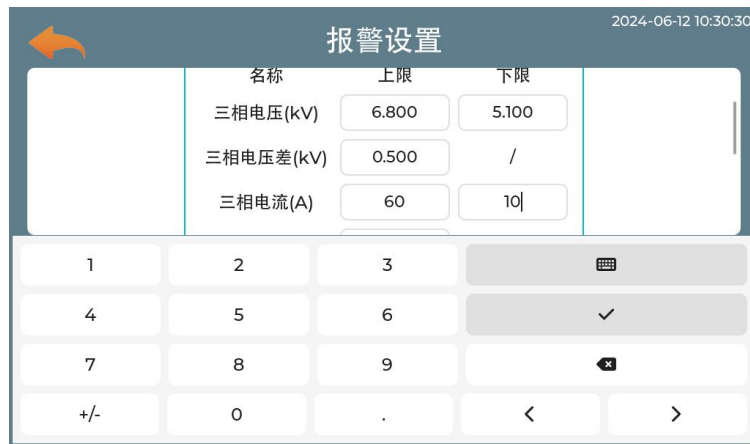 2024-06-12 10:30:30
报警设置
名称 上限 下限
三相电压(kV) 6.800 5.100
三相电压差(kV) 0.500 /
三相电流(A) 60 10
1 2 3
4 5 6
7 8 9
+/- 0 . < >